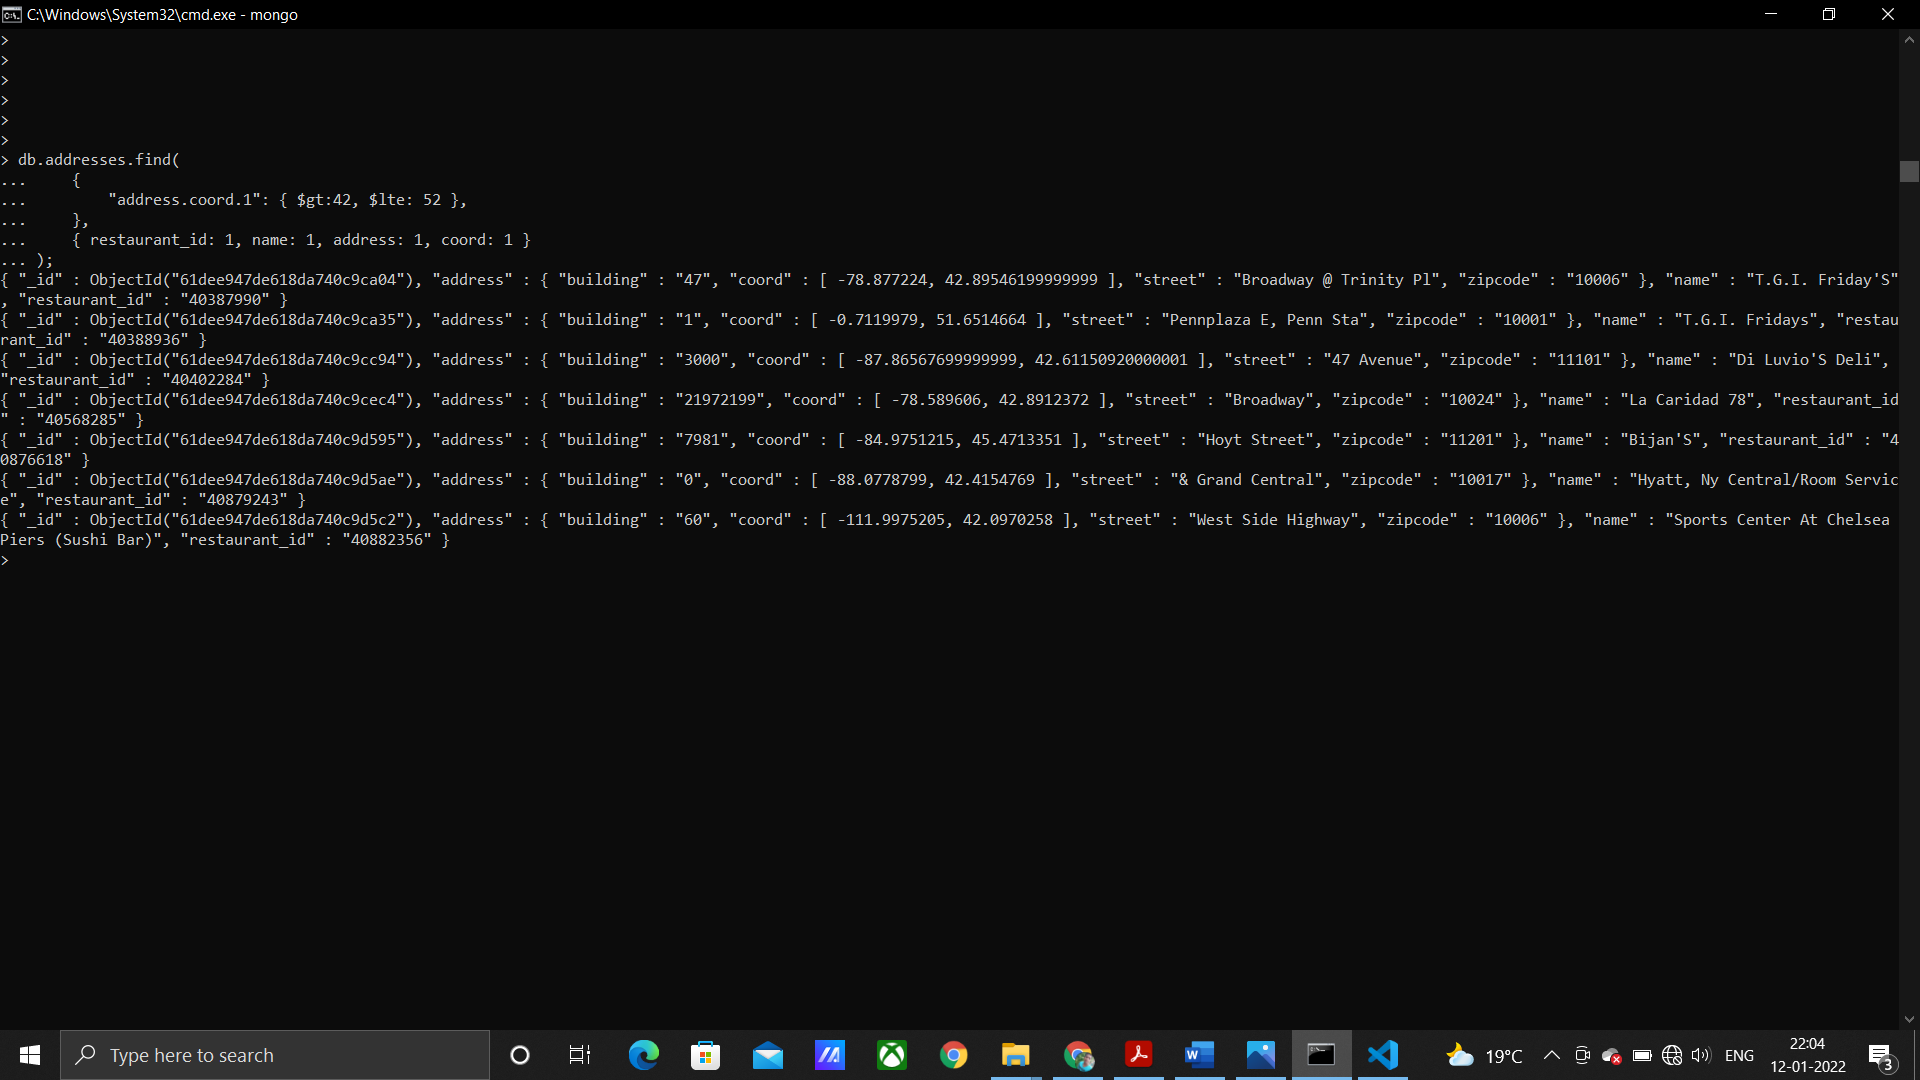 C:\Windows\System32\cmd.exe - mongo
>
>
>
>
>
>
> db.addresses.find(
...     {
...         "address.coord.1": { $gt:42, $lte: 52 },
...     },
...     { restaurant_id: 1, name: 1, address: 1, coord: 1 }
... );
{ "_id" : ObjectId("61dee947de618da740c9ca04"), "address" : { "building" : "47", "coord" : [ -78.877224, 42.89546199999999 ], "street" : "Broadway @ Trinity Pl", "zipcode" : "10006" }, "name" : "T.G.I. Friday'S"
, "restaurant_id" : "40387990" }
{ "_id" : ObjectId("61dee947de618da740c9ca35"), "address" : { "building" : "1", "coord" : [ -0.7119979, 51.6514664 ], "street" : "Pennplaza E, Penn Sta", "zipcode" : "10001" }, "name" : "T.G.I. Fridays", "restau
rant_id" : "40388936" }
{ "_id" : ObjectId("61dee947de618da740c9cc94"), "address" : { "building" : "3000", "coord" : [ -87.86567699999999, 42.61150920000001 ], "street" : "47 Avenue", "zipcode" : "11101" }, "name" : "Di Luvio'S Deli",
"restaurant_id" : "40402284" }
{ "_id" : ObjectId("61dee947de618da740c9cec4"), "address" : { "building" : "21972199", "coord" : [ -78.589606, 42.8912372 ], "street" : "Broadway", "zipcode" : "10024" }, "name" : "La Caridad 78", "restaurant_id
" : "40568285" }
{ "_id" : ObjectId("61dee947de618da740c9d595"), "address" : { "building" : "7981", "coord" : [ -84.9751215, 45.4713351 ], "street" : "Hoyt Street", "zipcode" : "11201" }, "name" : "Bijan'S", "restaurant_id" : "4
0876618" }
{ "_id" : ObjectId("61dee947de618da740c9d5ae"), "address" : { "building" : "0", "coord" : [ -88.0778799, 42.4154769 ], "street" : "& Grand Central", "zipcode" : "10017" }, "name" : "Hyatt, Ny Central/Room Servic
e", "restaurant_id" : "40879243" }
{ "_id" : ObjectId("61dee947de618da740c9d5c2"), "address" : { "building" : "60", "coord" : [ -111.9975205, 42.0970258 ], "street" : "West Side Highway", "zipcode" : "10006" }, "name" : "Sports Center At Chelsea
Piers (Sushi Bar)", "restaurant_id" : "40882356" }
>
Type here to search
19°C
ENG
22:04
12-01-2022
3